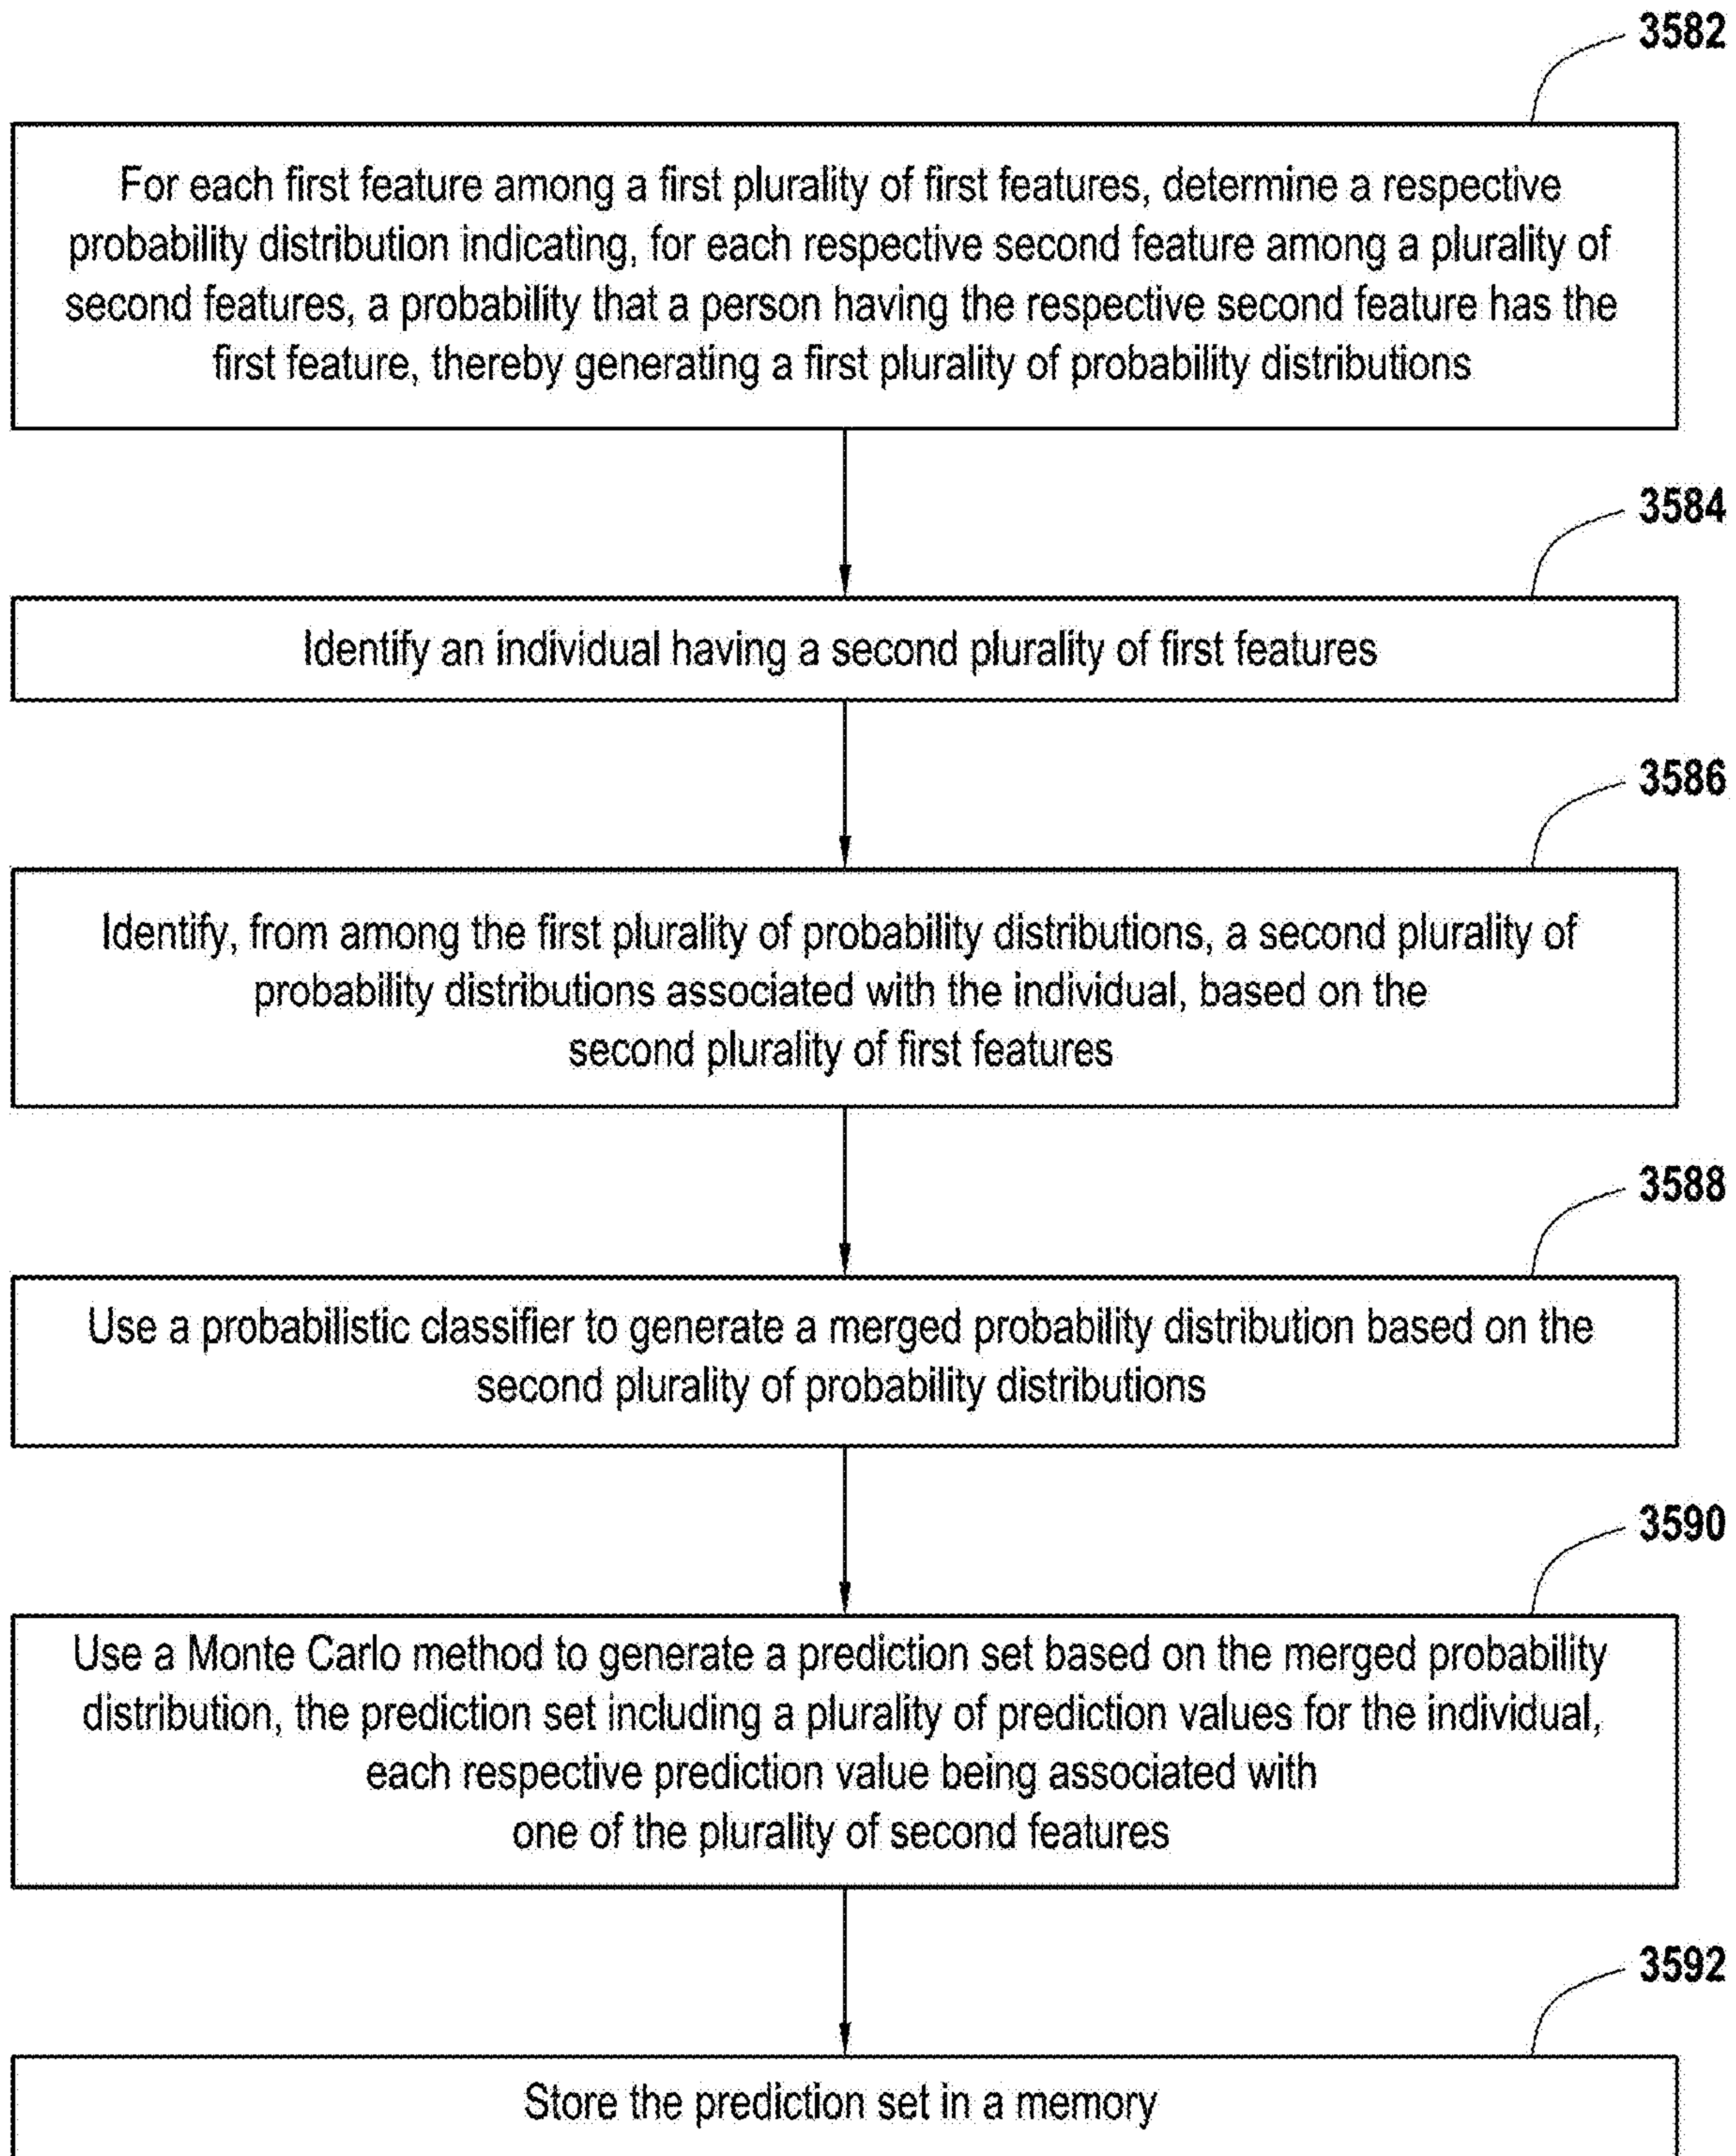 3582
For each first feature among a first plurality of first features, determine a respective
probability distribution indicating, for each respective second feature among a plurality of
second features, a probability that a person having the respective second feature has the
first feature, thereby generating a first plurality of probability distributions
3584
Identify an individual having a second plurality of first features
3586
Identify, from among the first plurality of probability distributions, a second plurality of
probability distributions associated with the individual, based on the
second plurality of first features
3588
Use a probabilistic classifier to generate a merged probability distribution based on the
second plurality of probability distributions
3590
Use a Monte Carlo method to generate a prediction set based on the merged probability
distribution, the prediction set including a plurality of prediction values for the individual,
each respective prediction value being associated with
one of the plurality of second features
3592
Store the prediction set in a memory